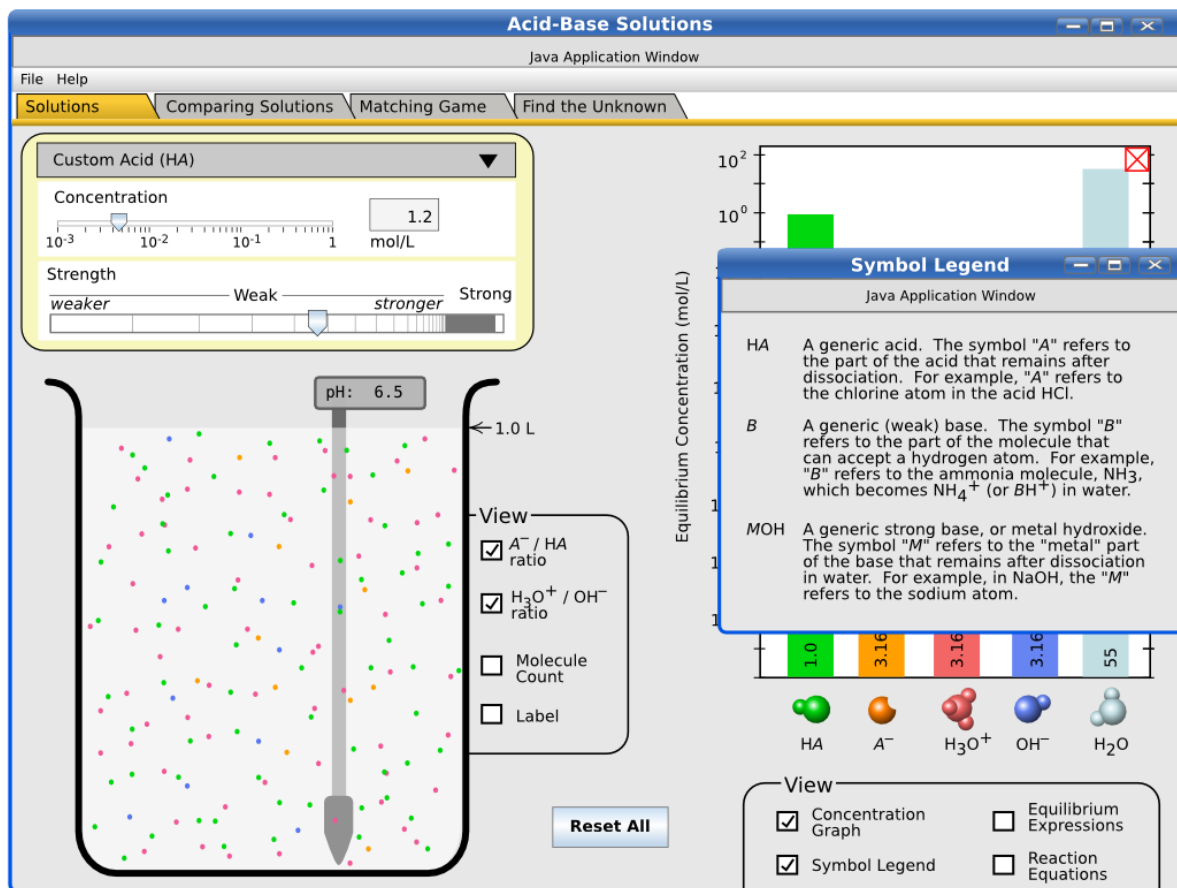 Acid-Base Solutions
Java Application Window
File Help
Solutions
Comparing Solutions
Matching Game
Find the Unknown
Custom Acid (HA)
Concentration
1.2
mol/L
10⁻³ 10⁻² 10⁻¹ 1
Strength
Weak
weaker
stronger
Strong
pH: 6.5
1.0 L
View
A⁻ / HA
ratio
H₃O⁺ / OH⁻
ratio
Molecule
Count
Label
Reset All
Equilibrium Concentration (mol/L)
10²
10⁰
Symbol Legend
Java Application Window
HA A generic acid. The symbol "A" refers to
the part of the acid that remains after
dissociation. For example, "A" refers to
the chlorine atom in the acid HCl.
B A generic (weak) base. The symbol "B"
refers to the part of the molecule that
can accept a hydrogen atom. For example,
"B" refers to the ammonia molecule, NH₃,
which becomes NH₄⁺ (or BH⁺) in water.
MOH A generic strong base, or metal hydroxide.
The symbol "M" refers to the "metal" part
of the base that remains after dissociation
in water. For example, in NaOH, the "M"
refers to the sodium atom.
1.0
3.16
3.16
3.16
55
HA
A⁻
H₃O⁺
OH⁻
H₂O
View
Concentration
Graph
Symbol Legend
Equilibrium
Expressions
Reaction
Equations